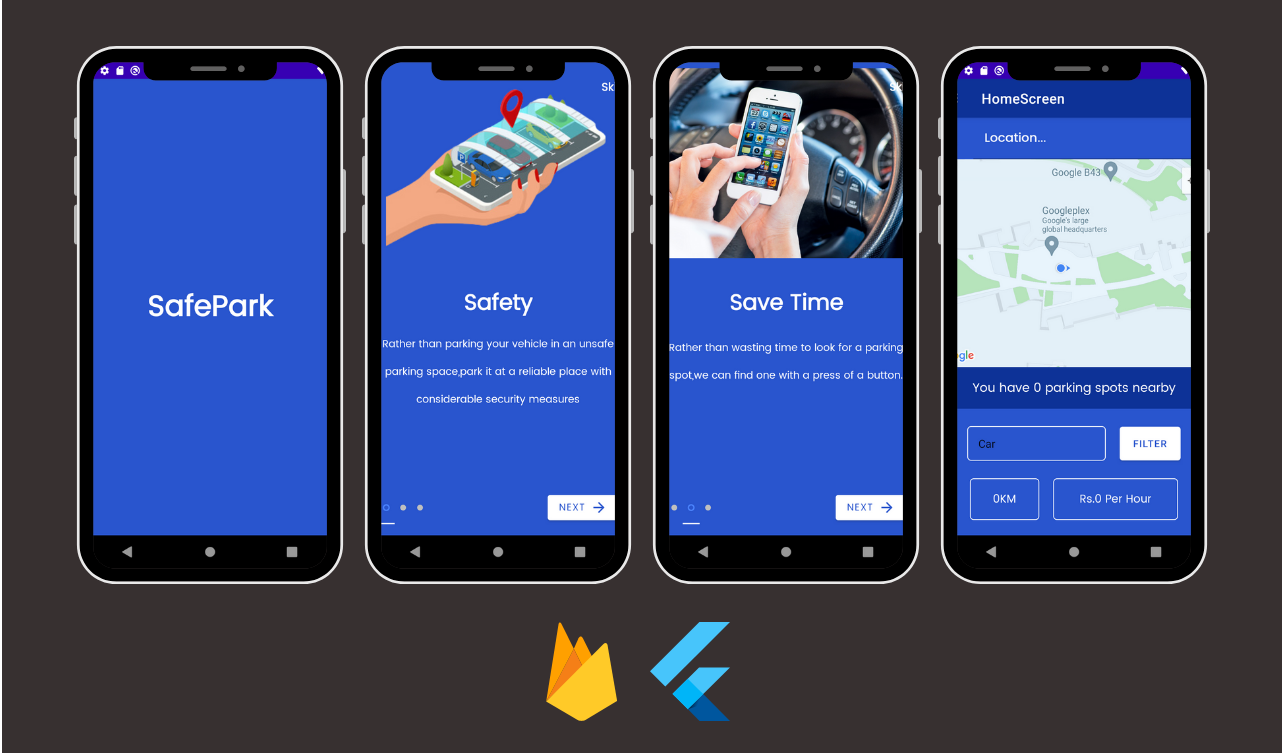 SafePark
Sk
Safety
Rather than parking your vehicle in an unsafe
parking space,park it at a reliable place with
considerable security measures
NEXT
Sk
Save Time
Rather than wasting time to look for a parking
spot,we can find one with a press of a button.
NEXT
HomeScreen
Location...
Google B43
Googleplex
Google's large
global headquarters
gle
You have 0 parking spots nearby
Car
FILTER
0KM
Rs.0 Per Hour